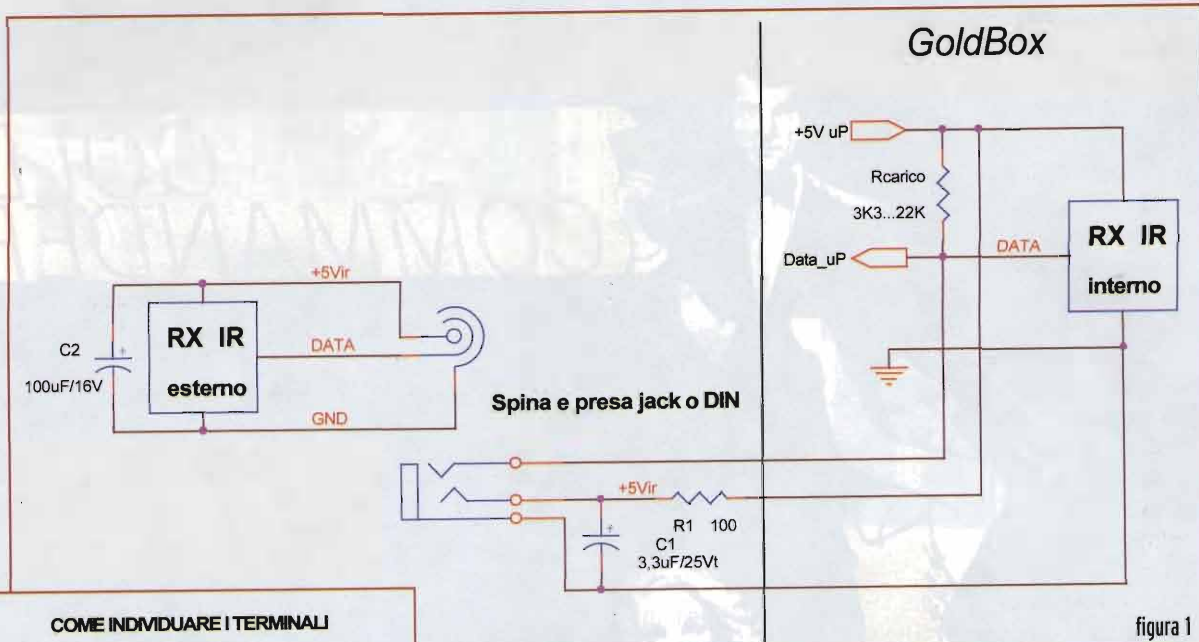 GoldBox
+5V uP
Rcarico
3K3...22K
Data_uP
DATA
RX IR
interno
+5Vir
C2
100uF/16V
RX IR
esterno
DATA
GND
Spina e presa jack o DIN
+5Vir
R1 100
C1
3,3uF/25Vt
COME INDIVIDUARE I TERMINALI
figura 1